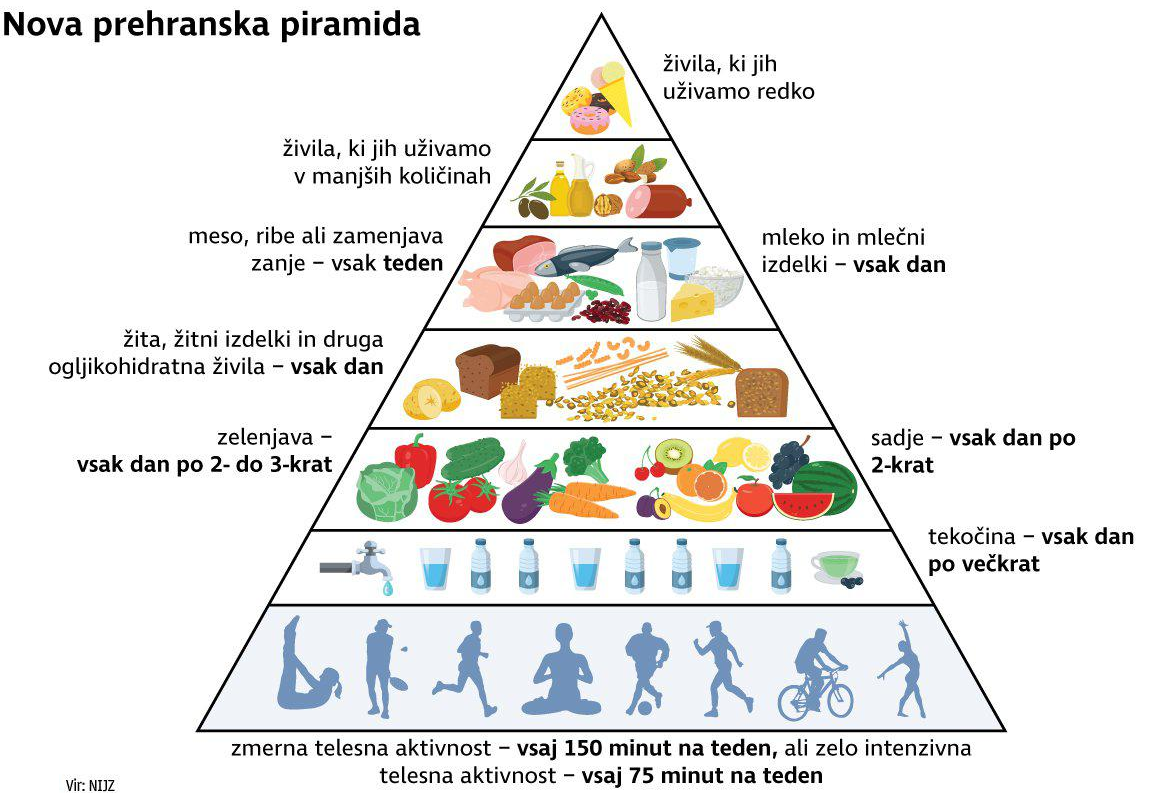 Nova prehranska piramida
živila, ki jih
uživamo redko
živila, ki jih uživamo
v manjših količinah
meso, ribe ali zamenjava
zanje – vsak teden
mleko in mlečni
izdelki – vsak dan
žita, žitni izdelki in druga
ogljikohidratna živila – vsak dan
zelenjava –
vsak dan po 2- do 3-krat
sadje – vsak dan po
2-krat
tekočina – vsak dan
po večkrat
zmerna telesna aktivnost – vsaj 150 minut na teden, ali zelo intenzivna
telesna aktivnost – vsaj 75 minut na teden
Vir: NIJZ